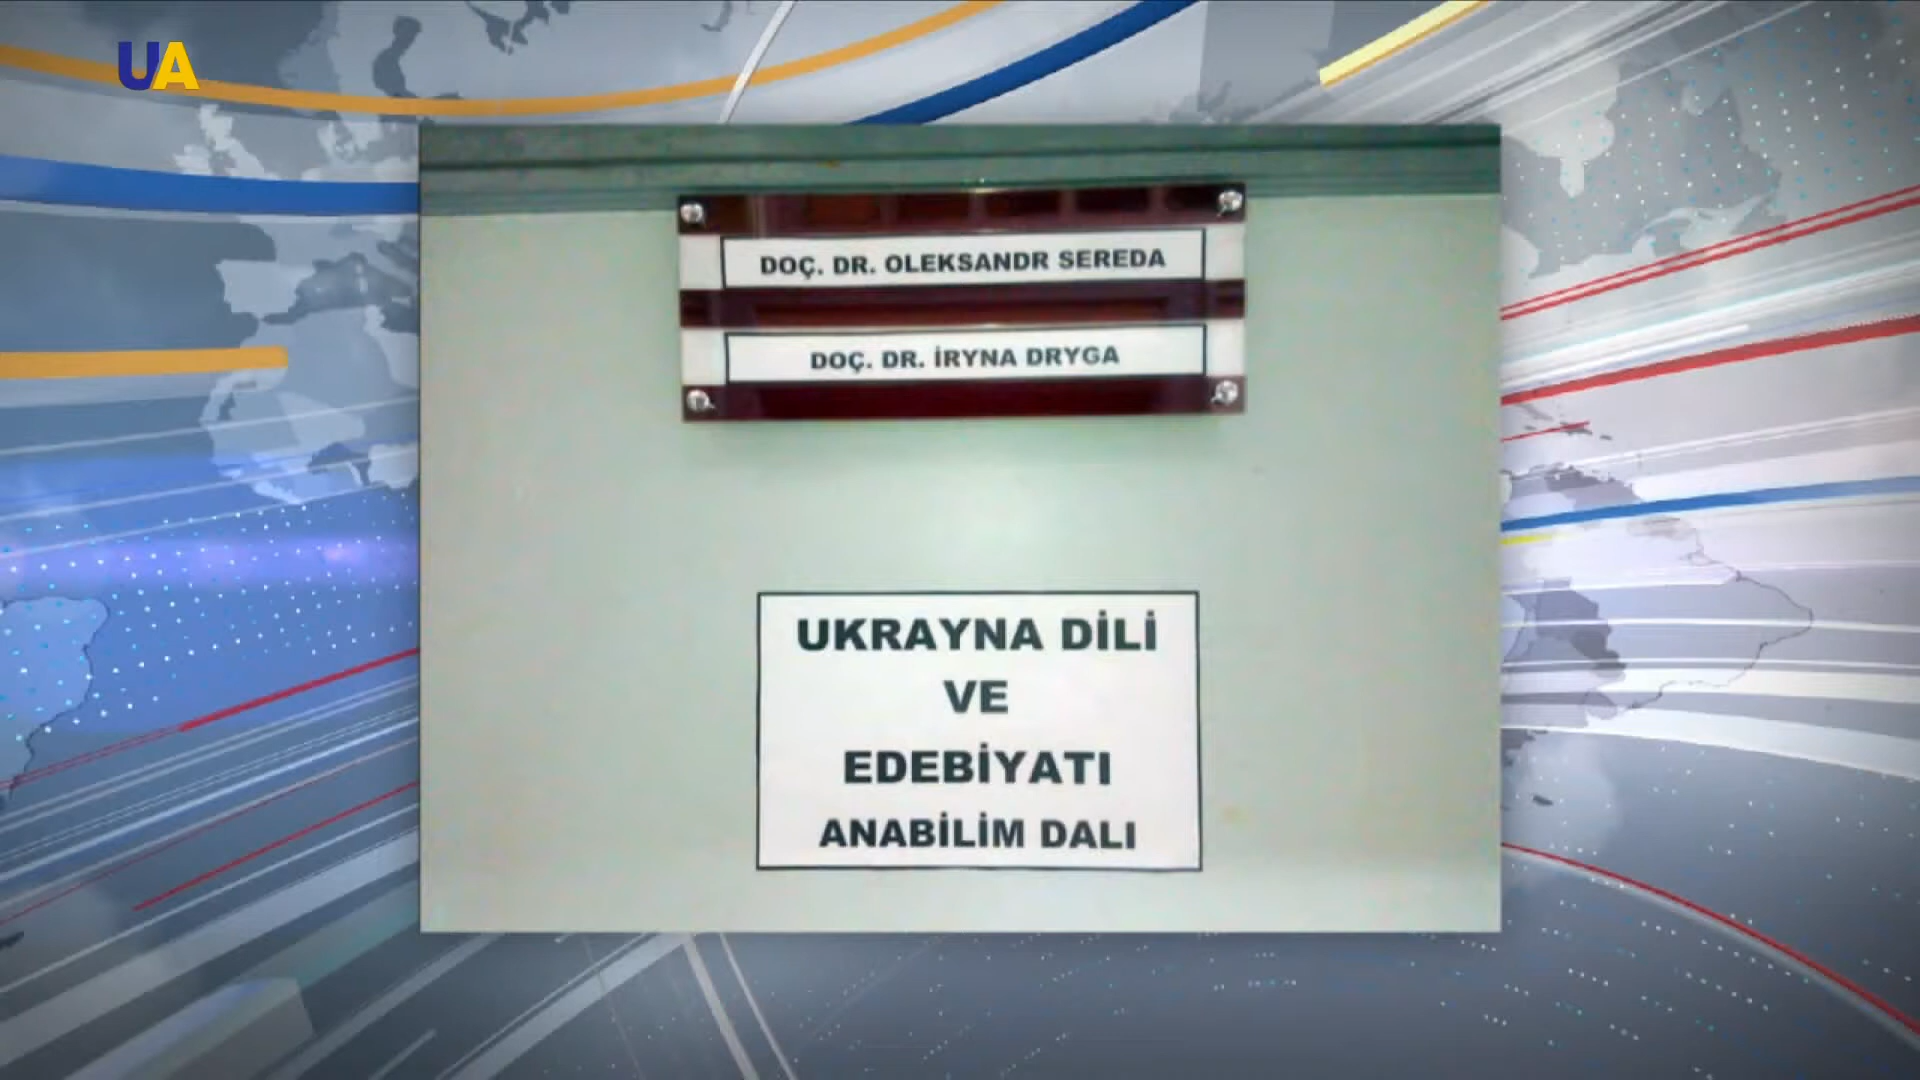 UA
DOÇ. DR. OLEKSANDR SEREDA
DOÇ. DR. İRYNA DRYGA
UKRAYNA DİLİ
VE
EDEBİYATI
ANABİLİM DALI